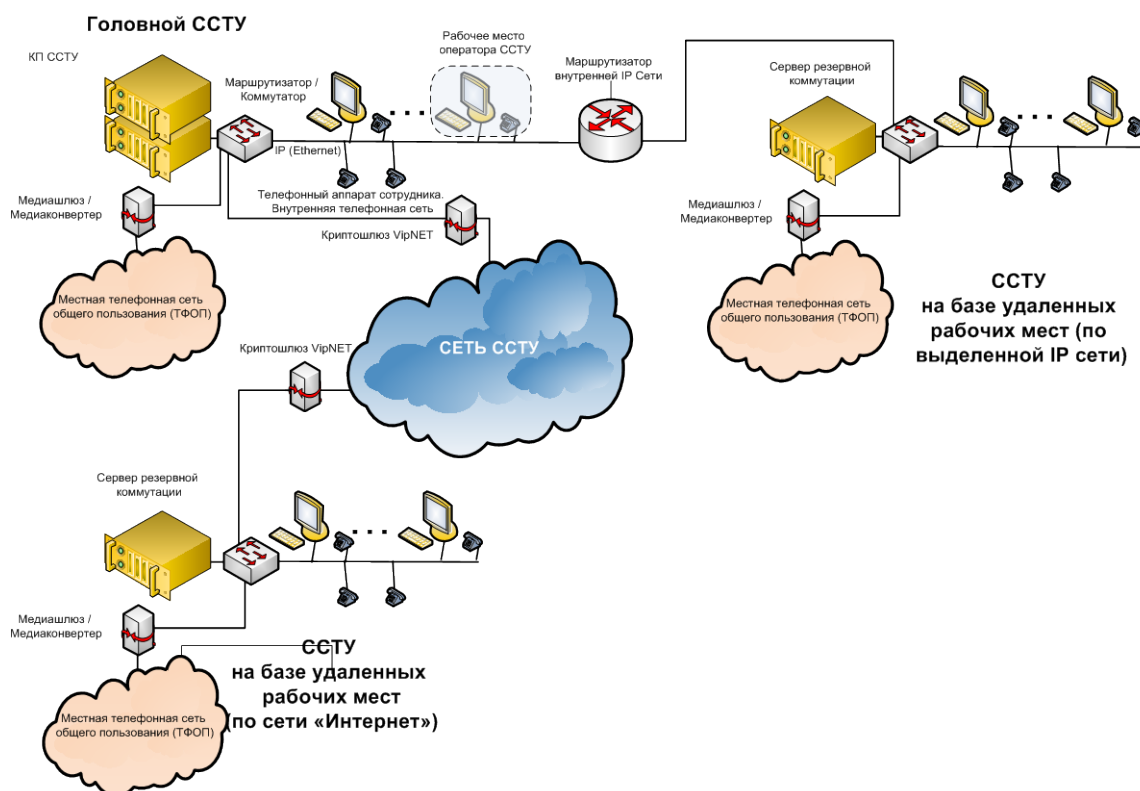 Головной ССТУ
КП ССТУ
Маршрутизатор /
Коммутатор
Рабочее место
оператора ССТУ
Маршрутизатор
внутренней IP Сети
Сервер резервной
коммутации
IP (Ethernet)
Медиашлюз /
Медиаконвертер
Телефонный аппарат сотрудника.
Внутренняя телефонная сеть
Криптошлюз VipNET
Медиашлюз /
Медиаконвертер
Местная телефонная сеть
общего пользования (ТФОП)
Местная телефонная сеть
общего пользования (ТФОП)
ССТУ
на базе удаленных
рабочих мест (по
выделенной IP сети)
Криптошлюз VipNET
СЕТЬ ССТУ
Сервер резервной
коммутации
Медиашлюз /
Медиаконвертер
ССТУ
на базе удаленных
рабочих мест
(по сети «Интернет»)
Местная телефонная сеть
общего пользования (ТФОП)